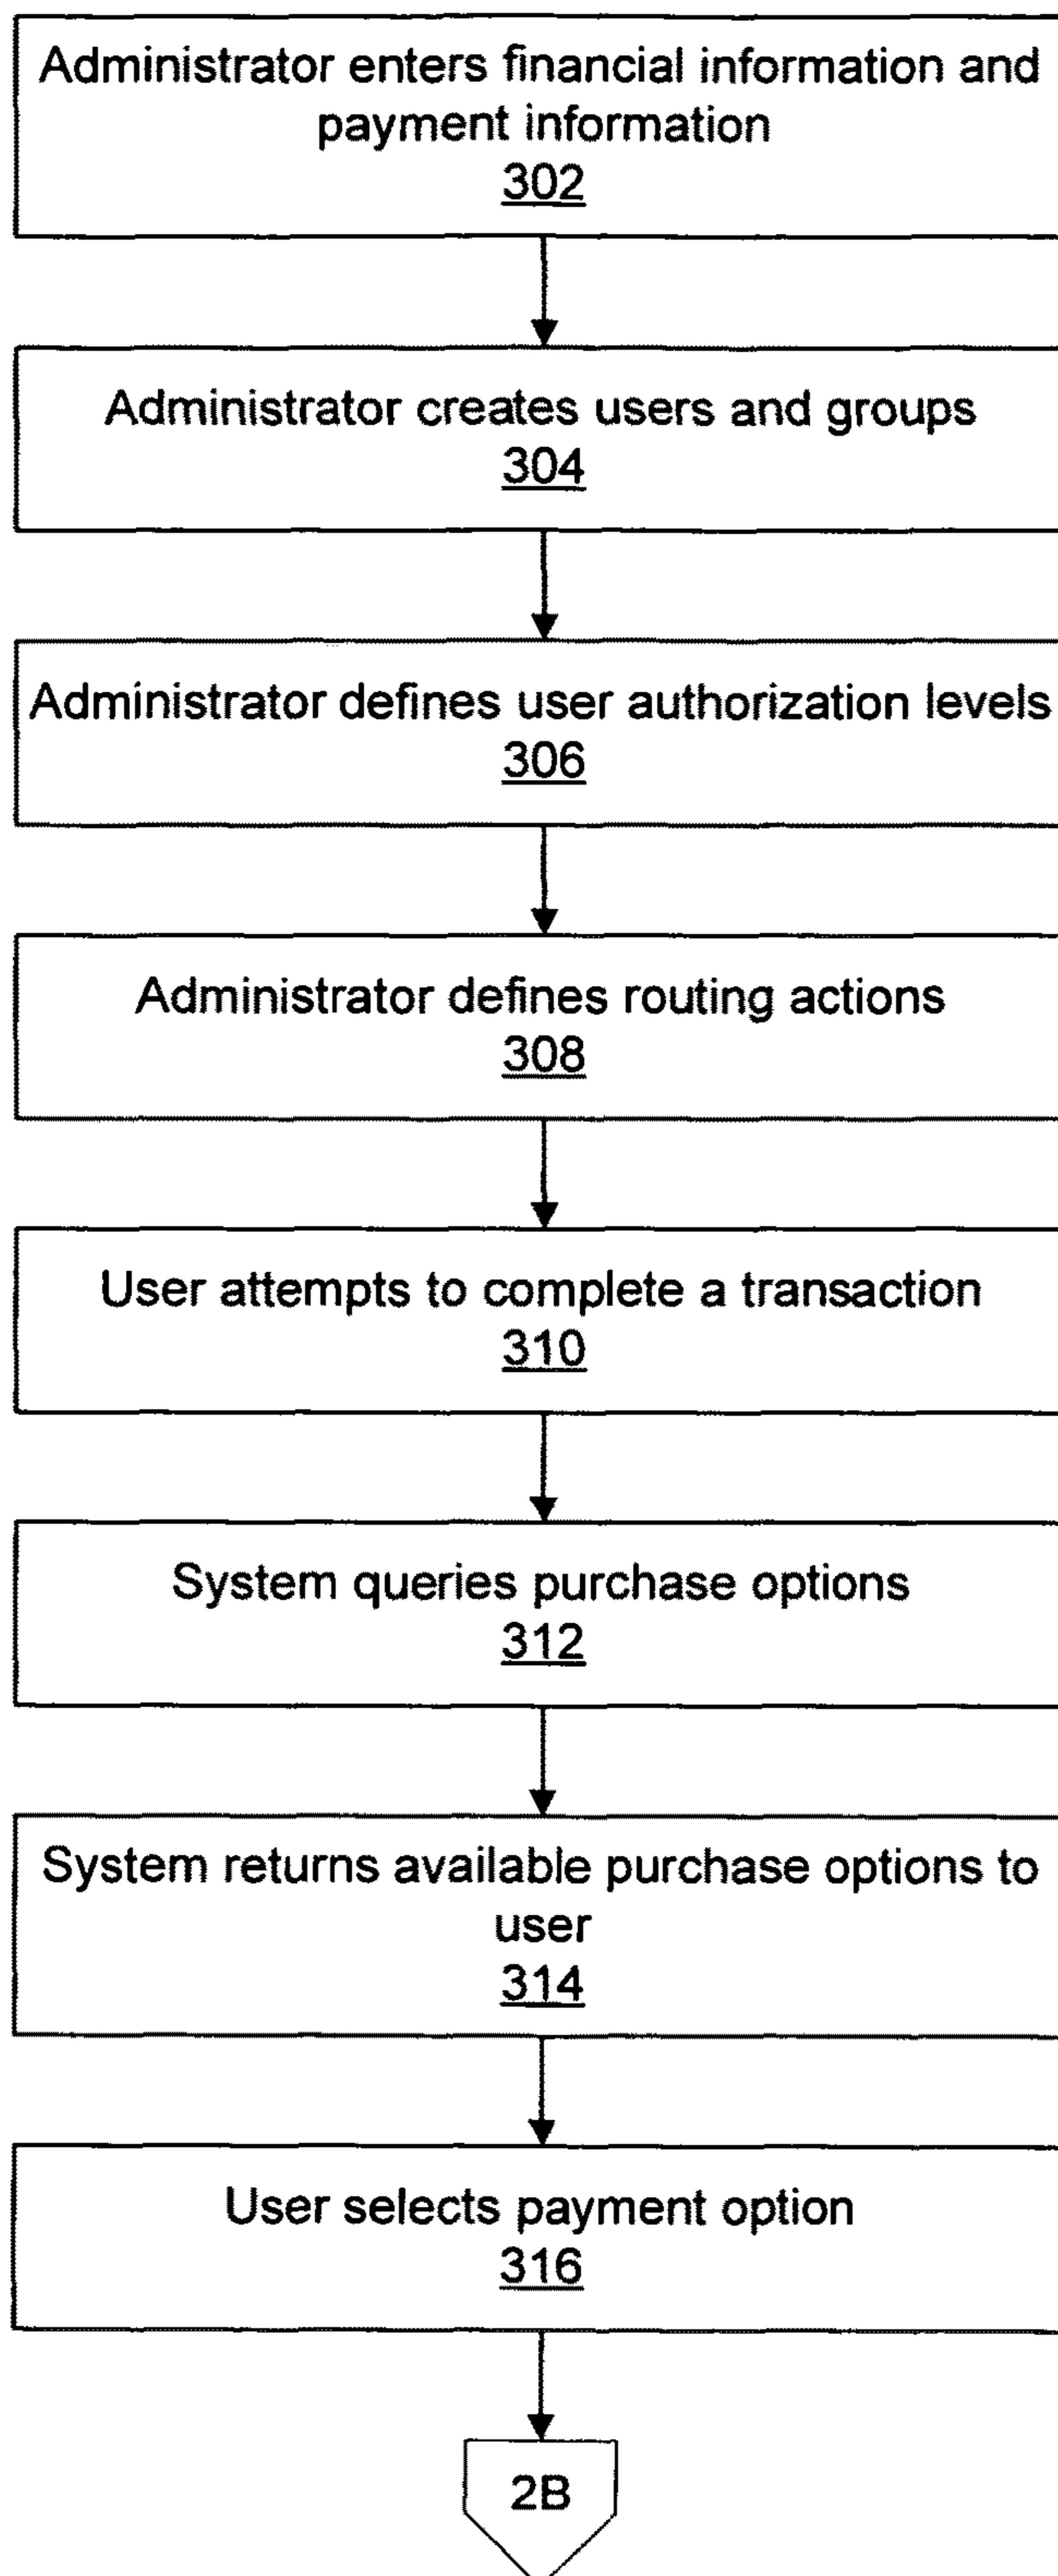 Administrator enters financial information and
payment information
302
Administrator creates users and groups
304
Administrator defines user authorization levels
306
Administrator defines routing actions
308
User attempts to complete a transaction
310
System queries purchase options
312
System returns available purchase options to
user
314
User selects payment option
316
2B